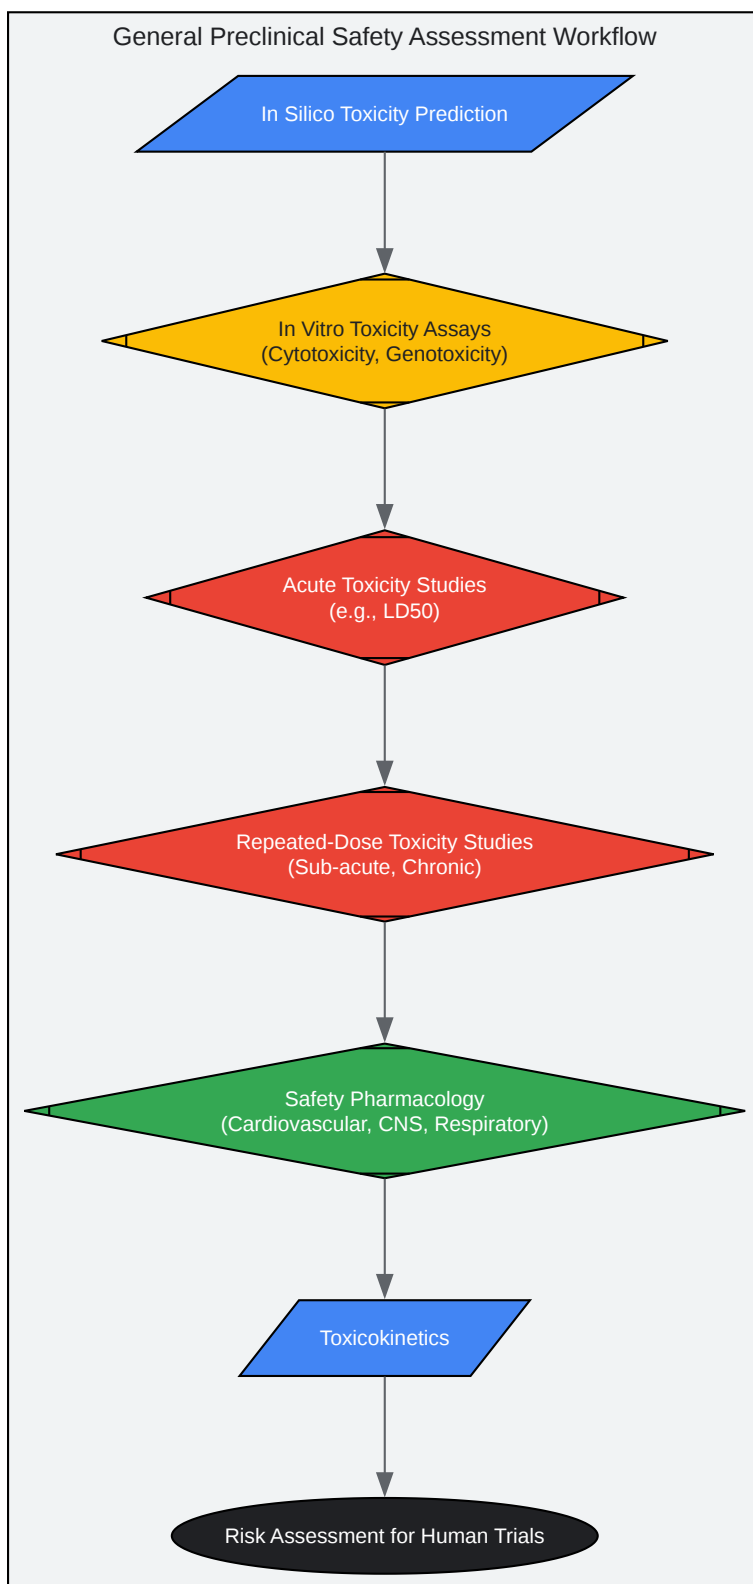 General Preclinical Safety Assessment Workflow
In Silico Toxicity Prediction
In Vitro Toxicity Assays
(Cytotoxicity, Genotoxicity)
Acute Toxicity Studies
(e.g., LD50)
Repeated-Dose Toxicity Studies
(Sub-acute, Chronic)
Safety Pharmacology
(Cardiovascular, CNS, Respiratory)
Toxicokinetics
Risk Assessment for Human Trials